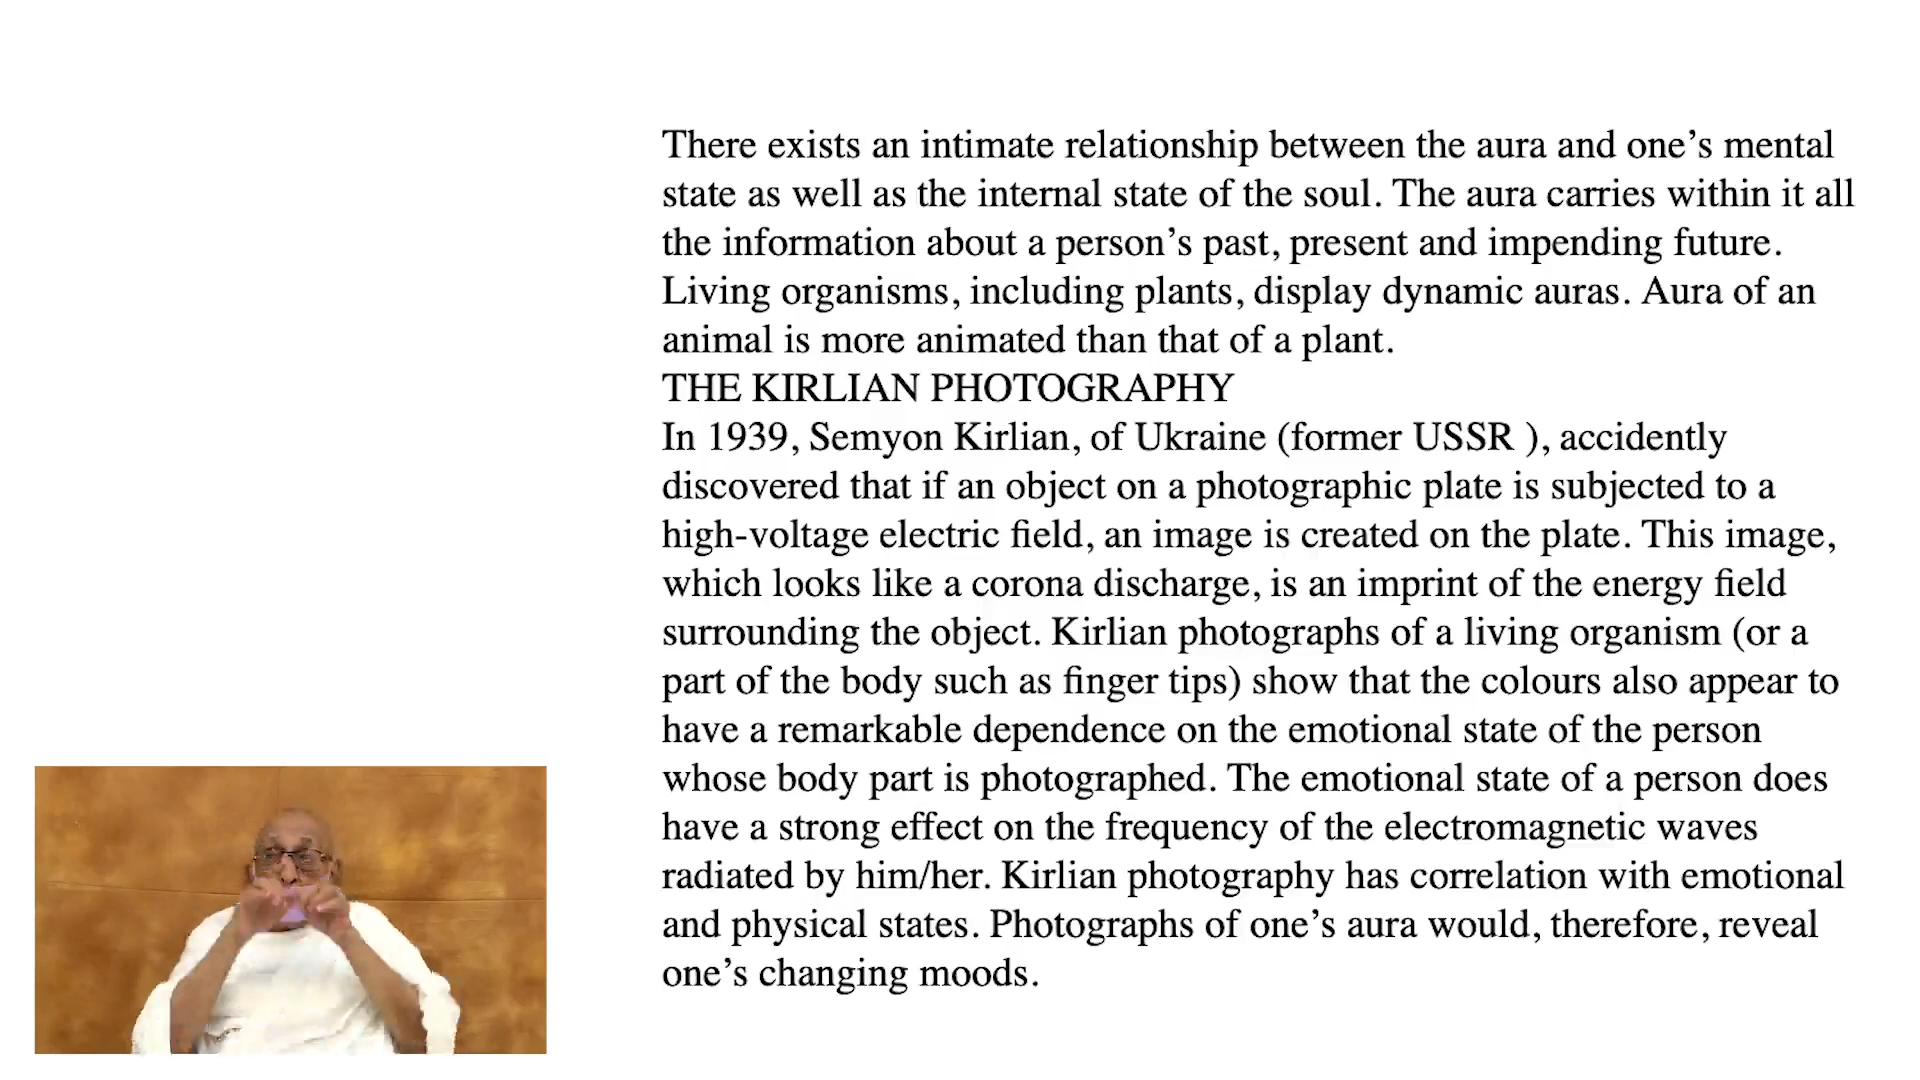 There exists an intimate relationship between the aura and one’s mental
state as well as the internal state of the soul. The aura carries within it all
the information about a person’s past, present and impending future.
Living organisms, including plants, display dynamic auras. Aura of an
animal is more animated than that of a plant.
THE KIRLIAN PHOTOGRAPHY
In 1939, Semyon Kirlian, of Ukraine (former USSR ), accidently
discovered that if an object on a photographic plate is subjected to a
high-voltage electric field, an image is created on the plate. This image,
which looks like a corona discharge, is an imprint of the energy field
surrounding the object. Kirlian photographs of a living organism (or a
part of the body such as finger tips) show that the colours also appear to
have a remarkable dependence on the emotional state of the person
whose body part is photographed. The emotional state of a person does
have a strong effect on the frequency of the electromagnetic waves
radiated by him/her. Kirlian photography has correlation with emotional
and physical states. Photographs of one’s aura would, therefore, reveal
one’s changing moods.